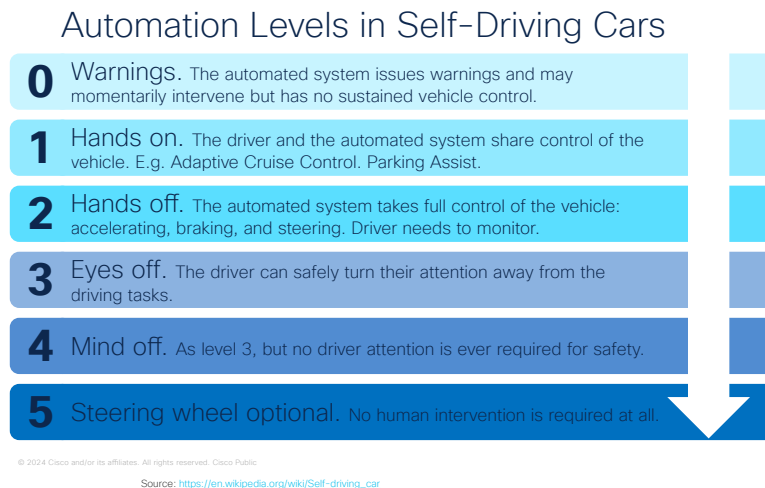 Automation Levels in Self-Driving Cars
0 Warnings. The automated system issues warnings and may
momentarily intervene but has no sustained vehicle control.
1 Hands on. The driver and the automated system share control of the
vehicle. E.g. Adaptive Cruise Control. Parking Assist.
2 Hands off. The automated system takes full control of the vehicle:
accelerating, braking, and steering. Driver needs to monitor.
3 Eyes off. The driver can safely turn their attention away from the
driving tasks.
4 Mind off. As level 3, but no driver attention is ever required for safety.
5 Steering wheel optional. No human intervention is required at all.
© 2024 Cisco and/or its affiliates. All rights reserved. Cisco Public
Source: https://en.wikipedia.org/wiki/Self-driving_car